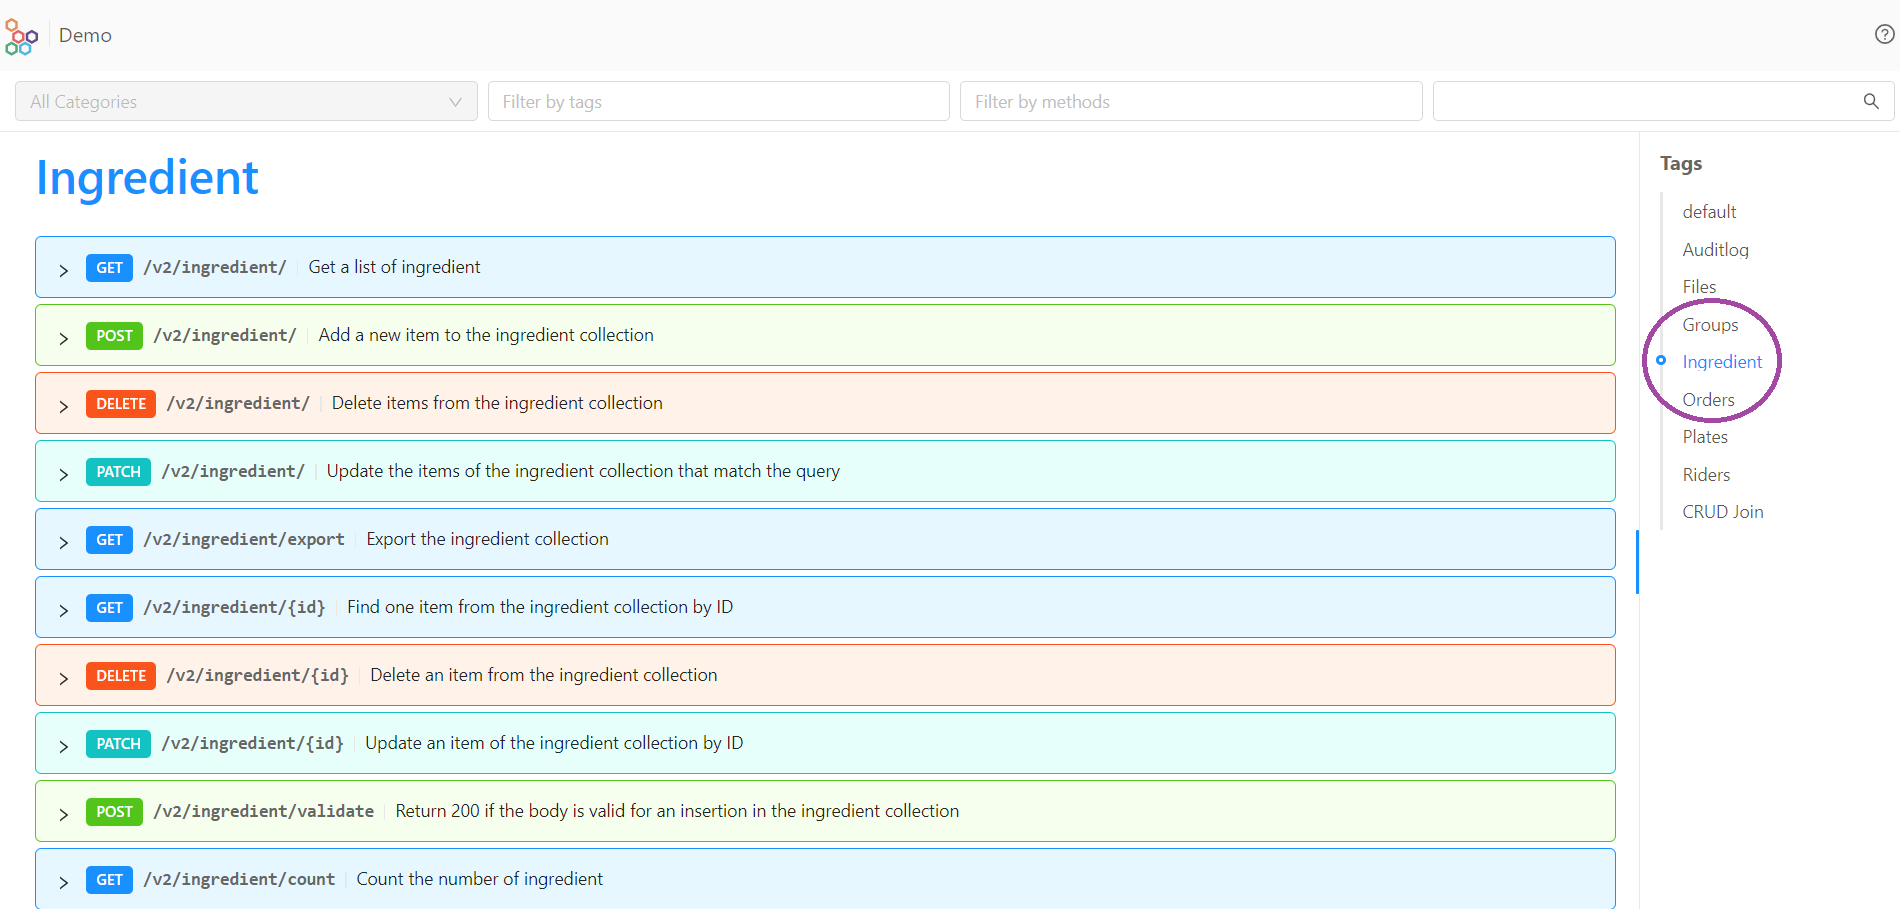 Demo
All Categories
Filter by tags
Filter by methods
Ingredient
GET /v2/ingredient/ Get a list of ingredient
POST /v2/ingredient/ Add a new item to the ingredient collection
DELETE /v2/ingredient/ Delete items from the ingredient collection
PATCH /v2/ingredient/ Update the items of the ingredient collection that match the query
GET /v2/ingredient/export Export the ingredient collection
GET /v2/ingredient/{id} Find one item from the ingredient collection by ID
DELETE /v2/ingredient/{id} Delete an item from the ingredient collection
PATCH /v2/ingredient/{id} Update an item of the ingredient collection by ID
POST /v2/ingredient/validate Return 200 if the body is valid for an insertion in the ingredient collection
GET /v2/ingredient/count Count the number of ingredient
Tags
default
Auditlog
Files
Groups
Ingredient
Orders
Plates
Riders
CRUD Join